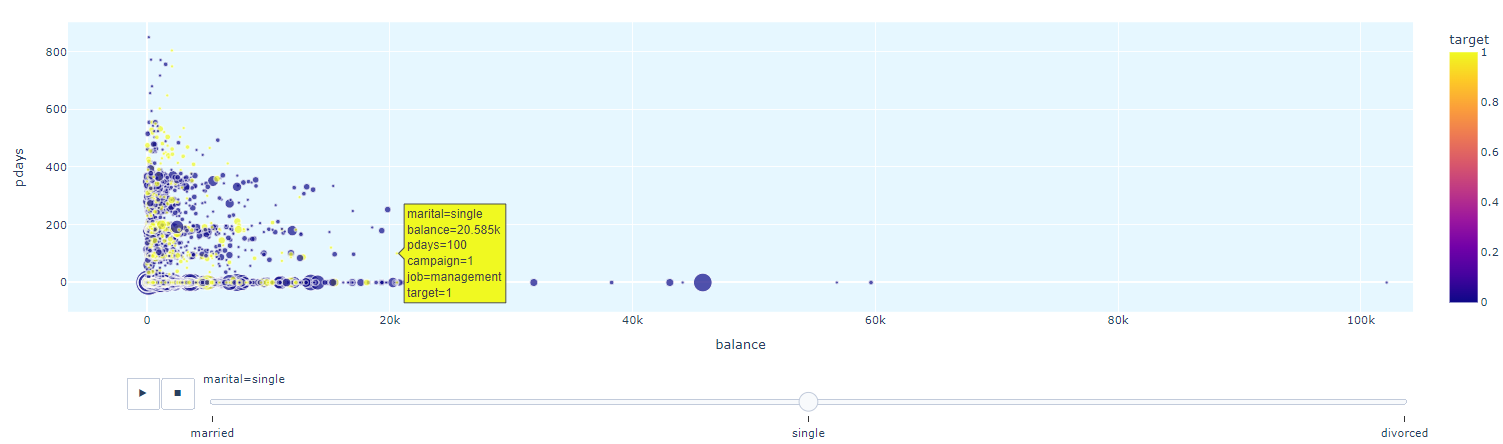 target
1
0.8
0.6
0.4
0.2
0
800
600
400
200
0
pdays
marital=single
balance=20.585k
pdays=100
campaign=1
job=management
target=1
0 20k 40k 60k 80k 100k
balance
marital=single
married single divorced